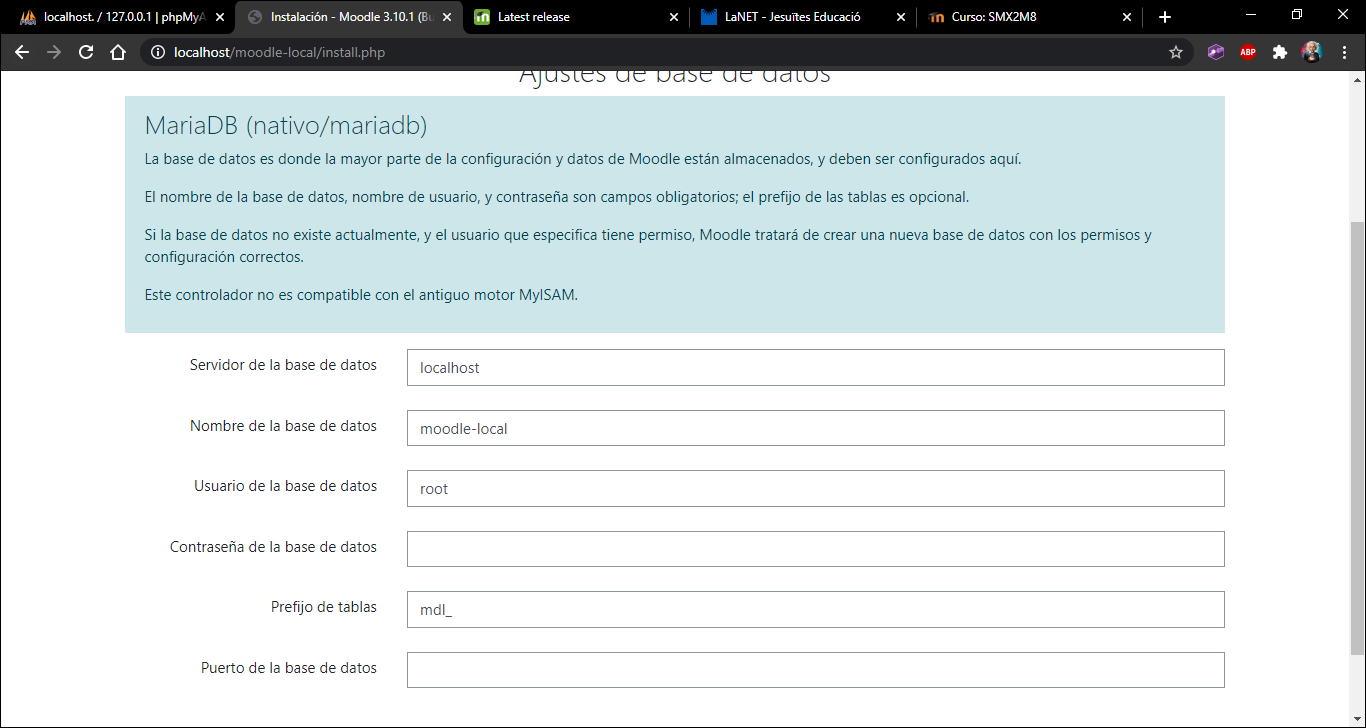 localhost. / 127.0.0.1 | phpMyA
Instalación - Moodle 3.10.1 (Bu
Latest release
LaNET - Jesuïtes Educació
Curso: SMX2M8
localhost/moodle-local/install.php
ABP
Ajustes de base de datos
MariaDB (nativo/mariadb)
La base de datos es donde la mayor parte de la configuración y datos de Moodle están almacenados, y deben ser configurados aquí.
El nombre de la base de datos, nombre de usuario, y contraseña son campos obligatorios; el prefijo de las tablas es opcional.
Si la base de datos no existe actualmente, y el usuario que especifica tiene permiso, Moodle tratará de crear una nueva base de datos con los permisos y
configuración correctos.
Este controlador no es compatible con el antiguo motor MyISAM.
Servidor de la base de datos
localhost
Nombre de la base de datos
moodle-local
Usuario de la base de datos
root
Contraseña de la base de datos
Prefijo de tablas
mdl_
Puerto de la base de datos